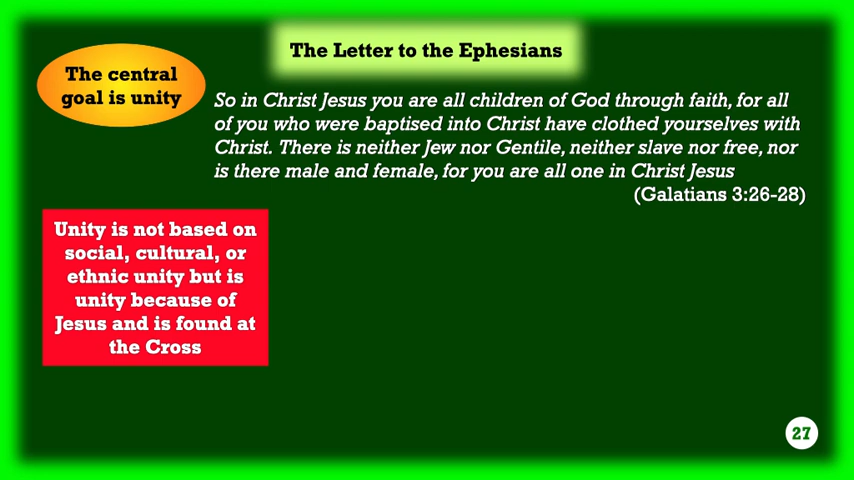 The Letter to the Ephesians
The central
goal is unity
So in Christ Jesus you are all children of God through faith, for all
of you who were baptised into Christ have clothed yourselves with
Christ. There is neither Jew nor Gentile, neither slave nor free, nor
is there male and female, for you are all one in Christ Jesus
(Galatians 3:26-28)
Unity is not based on
social, cultural, or
ethnic unity but is
unity because of
Jesus and is found at
the Cross
27